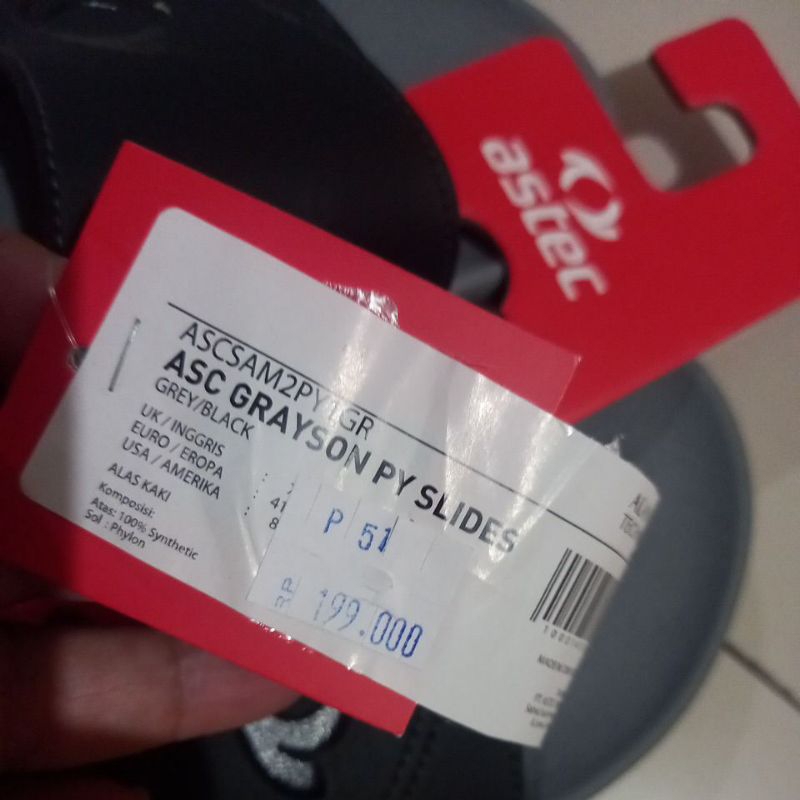 astec
ASC GRAYSON PY SLIDES
GREY/BLACK
UK/INGGRIS :
EURO / EROPA : 41
USA / AMERIKA : 8
ALAS KAKI
Komposisi:
Atas: 100% Synthetic
Sol : Phylon
P 51
RP 199.000